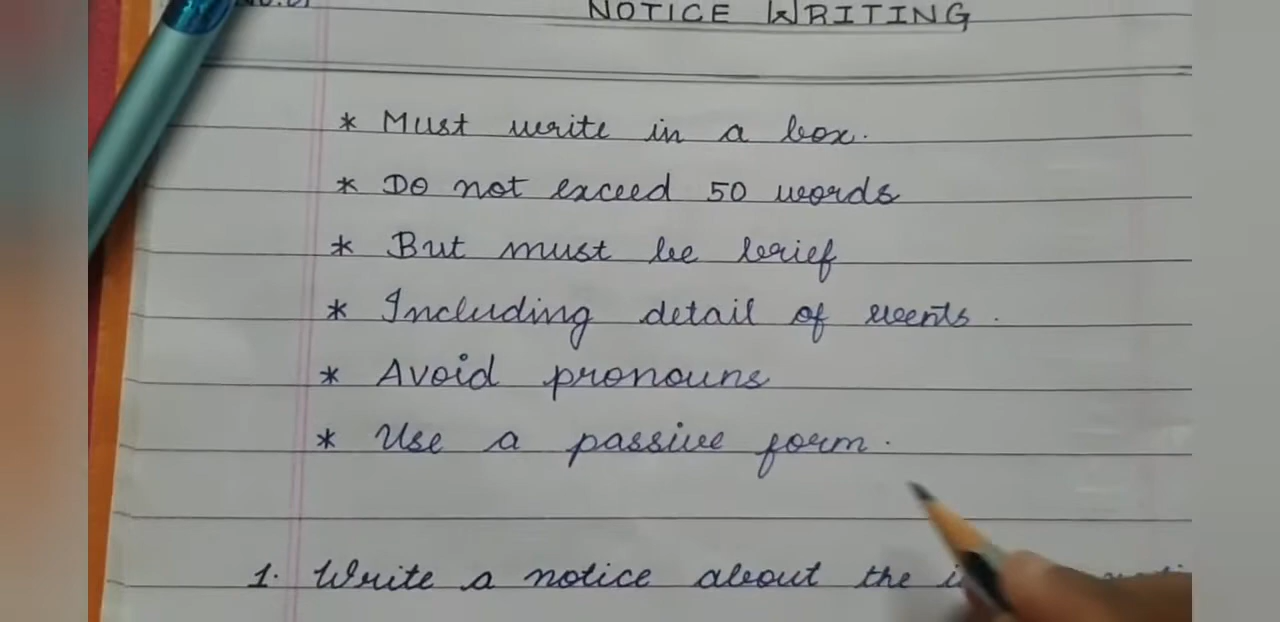 NOTICE WRITING
* Must write in a box.
* Do not exceed 50 words
* But must be brief
* Including detail of events.
* Avoid pronouns
* Use a passive form.
1. Write a notice about the